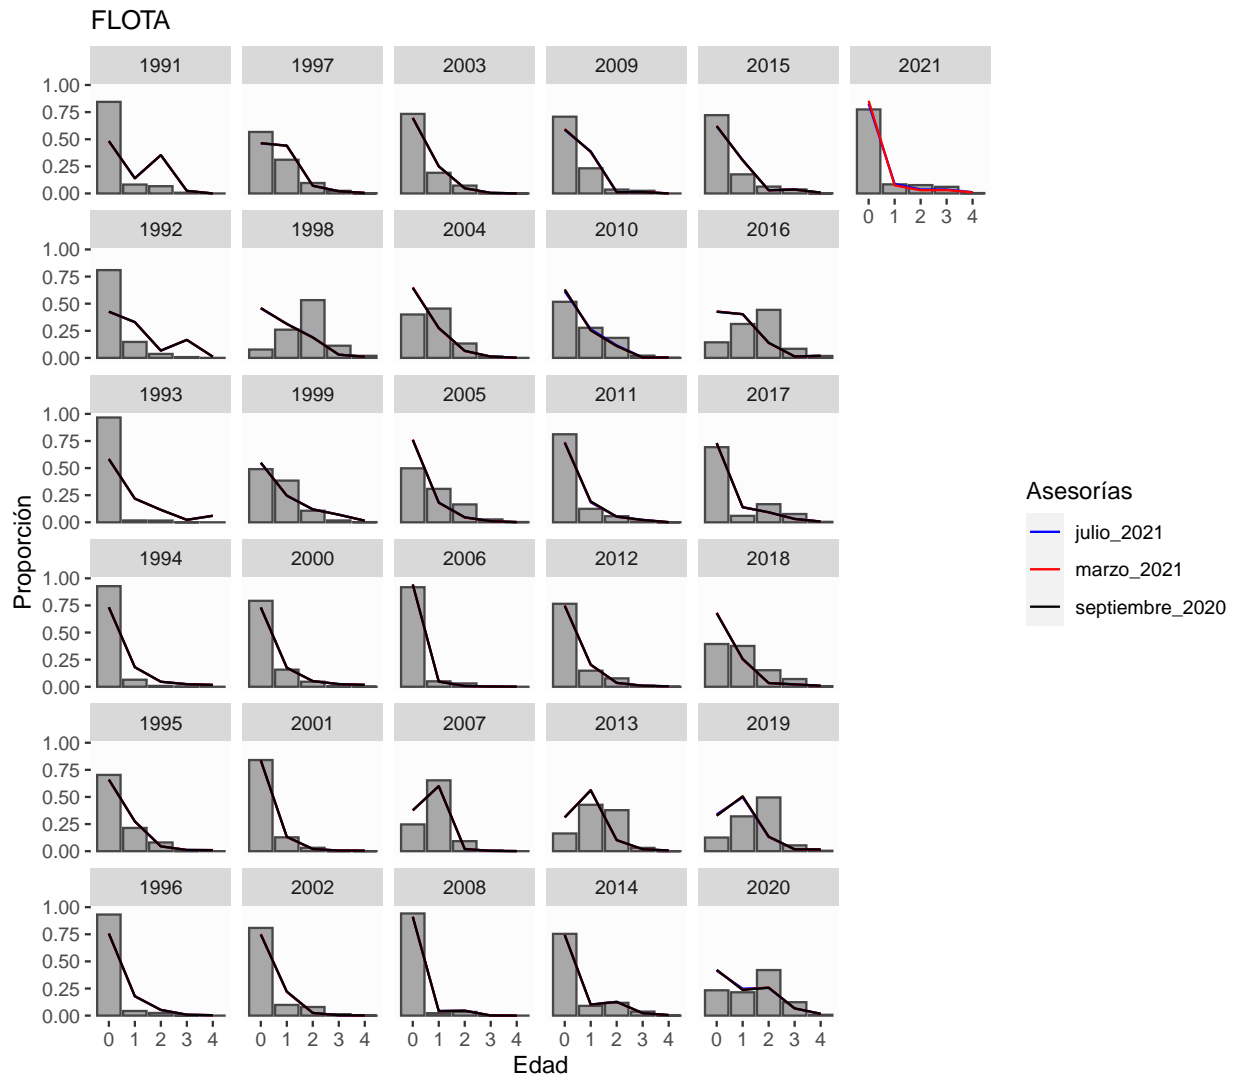 FLOTA
1991 1997 2003 2009 2015 2021
1.00
0.75
0.50
0.25
0.00
0 1 2 3 4
1992 1998 2004 2010 2016
1.00
0.75
0.50
0.25
0.00
1993 1999 2005 2011 2017
1.00
0.75
0.50
0.25
0.00
1994 2000 2006 2012 2018
1.00
0.75
0.50
0.25
0.00
1995 2001 2007 2013 2019
1.00
0.75
0.50
0.25
0.00
1996 2002 2008 2014 2020
1.00
0.75
0.50
0.25
0.00
0 1 2 3 4 0 1 2 3 4 0 1 2 3 4 0 1 2 3 4 0 1 2 3 4
Edad
Proporción
Asesorías
julio_2021
marzo_2021
septiembre_2020